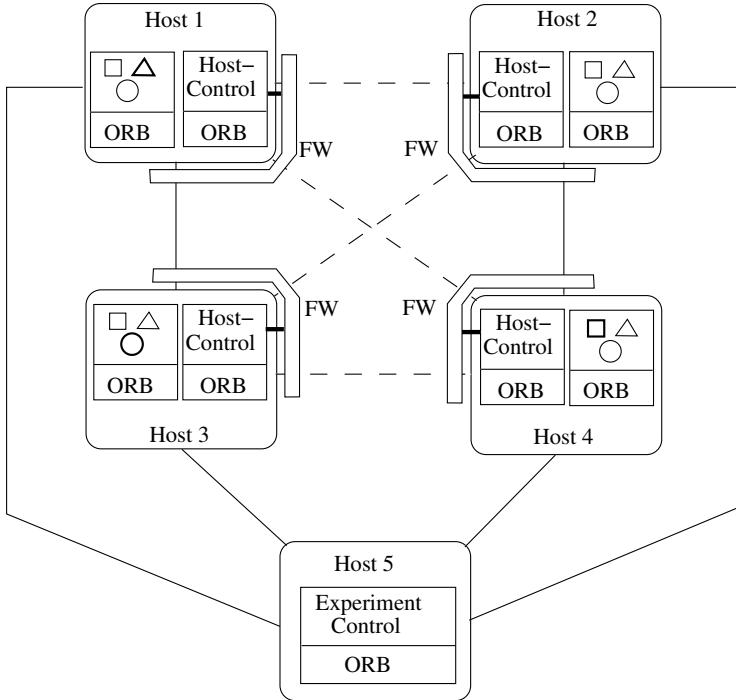 Host 1
Host−
Control
ORB
ORB
FW
Host 2
Host−
Control
ORB
ORB
FW
Host−
Control
ORB
ORB
Host 3
FW
Host−
Control
ORB
ORB
Host 4
FW
Host 5
Experiment
Control
ORB